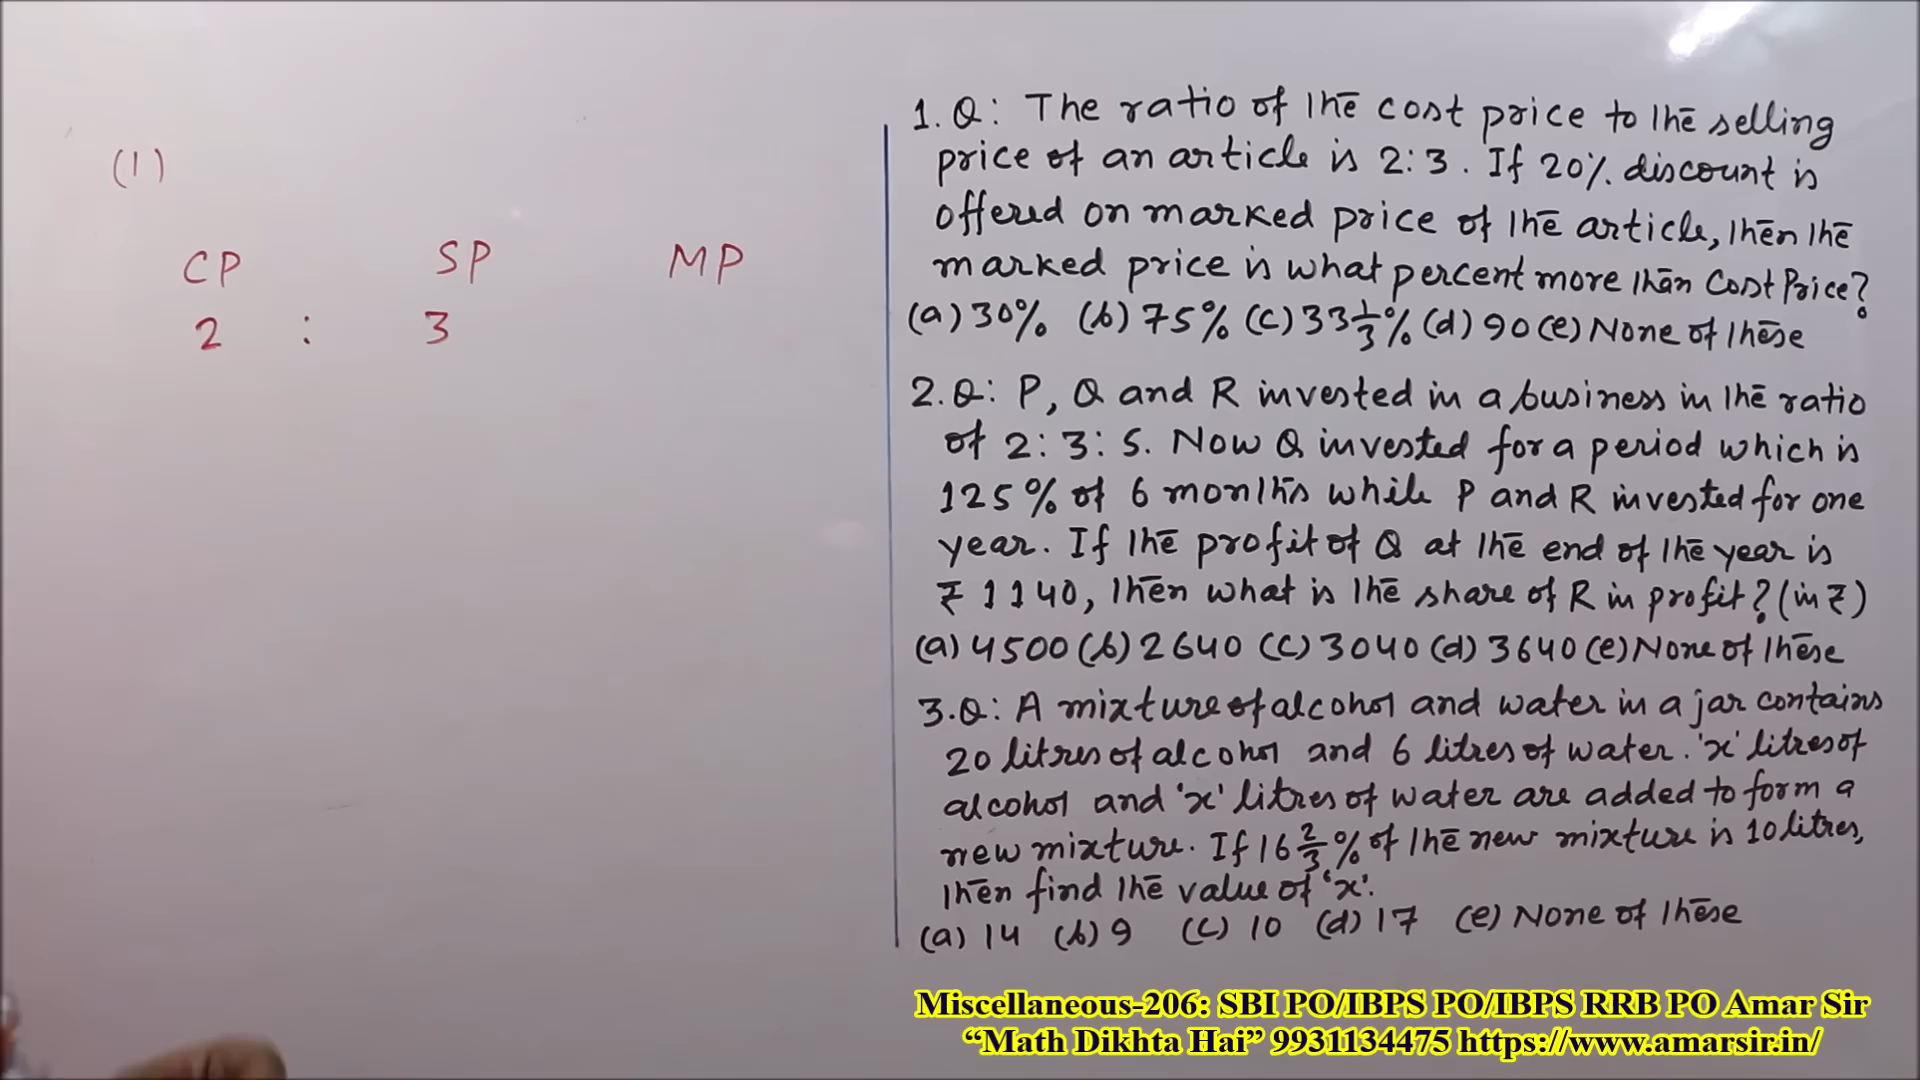 (1)
CP SP MP
2 : 3
1. Q: The ratio of the cost price to the selling
price of an article is 2:3. If 20% discount is
offered on marked price of the article, then the
marked price is what percent more than Cost Price?
(a) 30% (b) 75% (c) 33 1/3% (d) 90 (e) None of these
2. Q: P, Q and R invested in a business in the ratio
of 2:3:5. Now Q invested for a period which is
125% of 6 months while P and R invested for one
year. If the profit of Q at the end of the year is
₹ 1140, then what is the share of R in profit? (in ₹)
(a) 4500 (b) 2640 (c) 3040 (d) 3640 (e) None of these
3. Q: A mixture of alcohol and water in a jar contains
20 litres of alcohol and 6 litres of water. 'x' litres of
alcohol and 'x' litres of water are added to form a
new mixture. If 16 2/3% of the new mixture is 10 litres,
then find the value of 'x'.
(a) 14 (b) 9 (c) 10 (d) 17 (e) None of these
Miscellaneous-206: SBI PO/IBPS PO/IBPS RRB PO Amar Sir
“Math Dikhta Hai” 9931134475 https://www.amarsir.in/